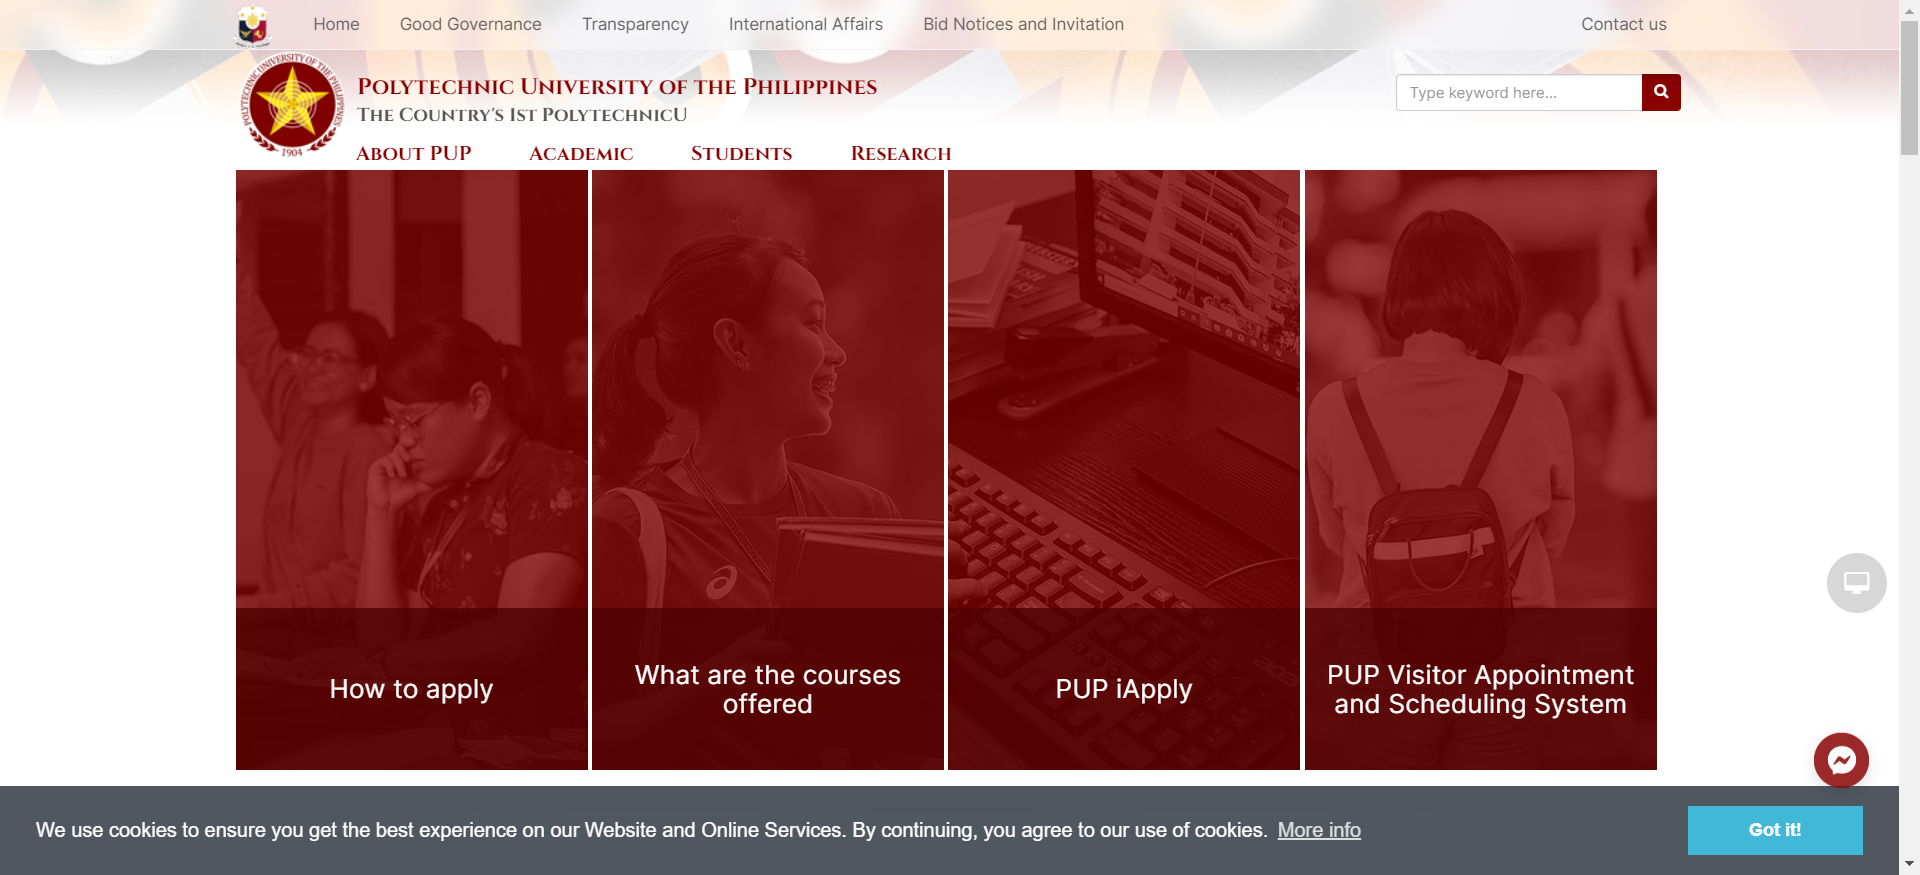 Home Good Governance Transparency International Affairs Bid Notices and Invitation Contact us
POLYTECHNIC UNIVERSITY OF THE PHILIPPINES
1904
POLYTECHNIC UNIVERSITY OF THE PHILIPPINES
THE COUNTRY'S 1ST POLYTECHNICU
Type keyword here...
ABOUT PUP ACADEMIC STUDENTS RESEARCH
How to apply
What are the courses
offered
PUP iApply
PUP Visitor Appointment
and Scheduling System
We use cookies to ensure you get the best experience on our Website and Online Services. By continuing, you agree to our use of cookies. More info
Got it!